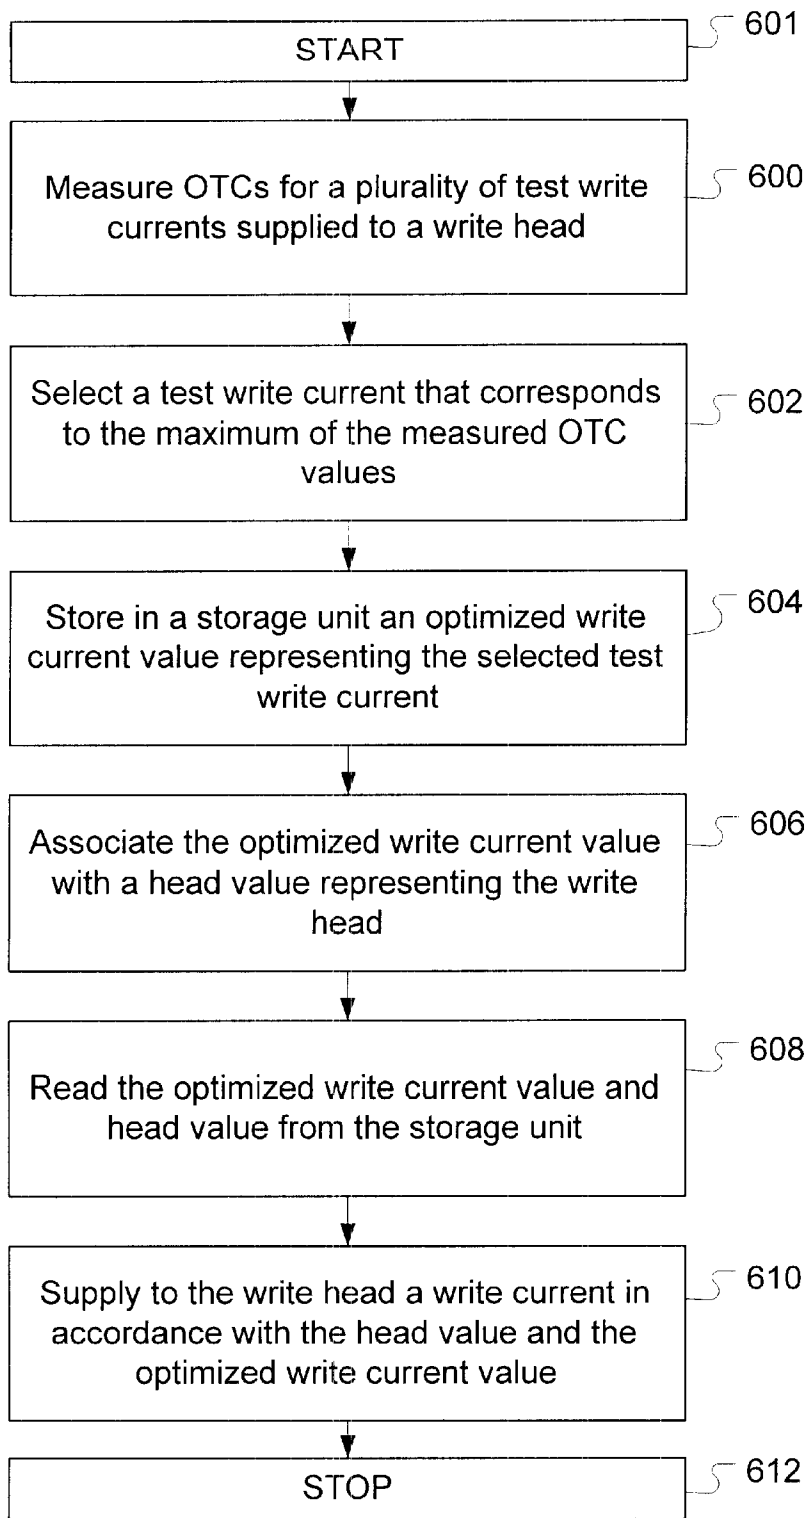 START
601
Measure OTCs for a plurality of test write
currents supplied to a write head
600
Select a test write current that corresponds
to the maximum of the measured OTC
values
602
Store in a storage unit an optimized write
current value representing the selected test
write current
604
Associate the optimized write current value
with a head value representing the write
head
606
Read the optimized write current value and
head value from the storage unit
608
Supply to the write head a write current in
accordance with the head value and the
optimized write current value
610
STOP
612